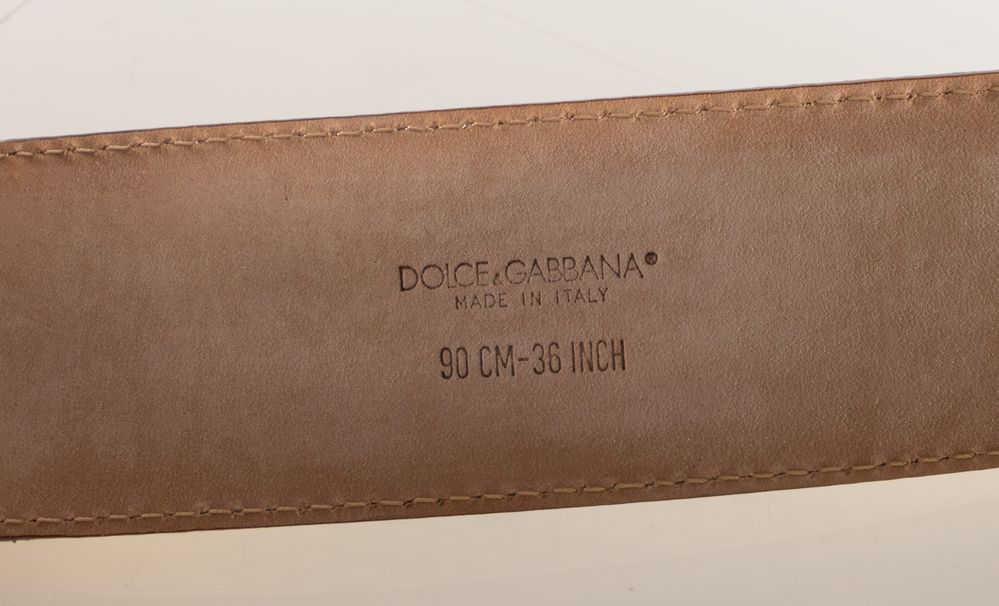 DOLCE&GABBANA®
MADE IN ITALY
90 CM-36 INCH